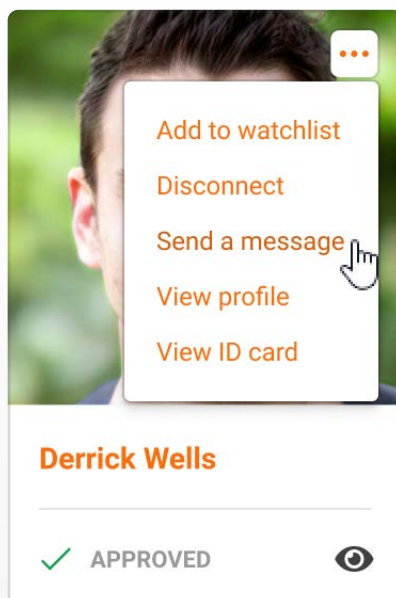 Add to watchlist
Disconnect
Send a message
View profile
View ID card
Derrick Wells
APPROVED